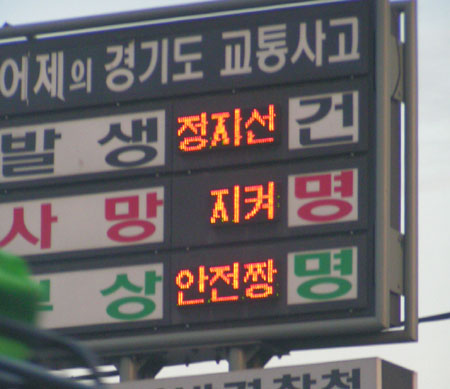 어제의 경기도 교통사고
발생 정지선 건
사망 지켜 명
부상 안전짱 명